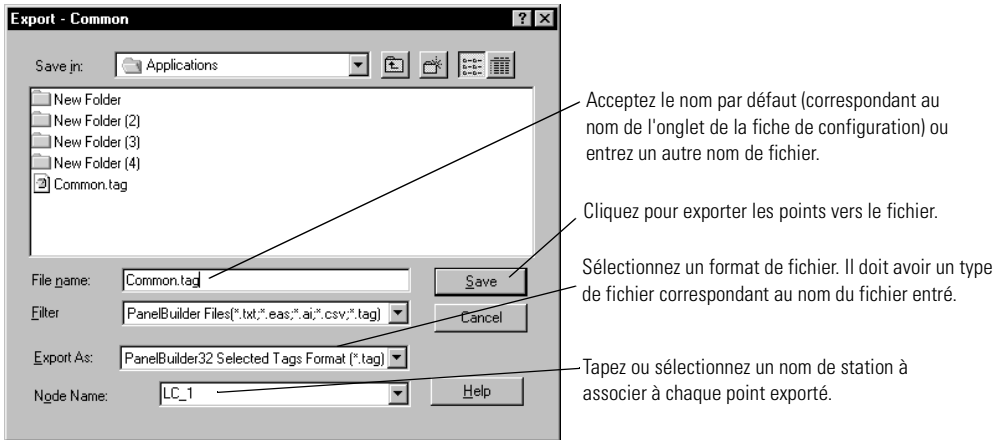 Export - Common
Save in:
Applications
New Folder
New Folder (2)
New Folder (3)
New Folder (4)
Common.tag
File name:
Common.tag
Save
Filter
PanelBuilder Files(*.txt;*.eas;*.ai;*.csv;*.tag)
Cancel
Export As:
PanelBuilder32 Selected Tags Format (*.tag)
Node Name:
LC_1
Help
Acceptez le nom par défaut (correspondant au
nom de l'onglet de la fiche de configuration) ou
entrez un autre nom de fichier.
Cliquez pour exporter les points vers le fichier.
Sélectionnez un format de fichier. Il doit avoir un type
de fichier correspondant au nom du fichier entré.
Tapez ou sélectionnez un nom de station à
associer à chaque point exporté.